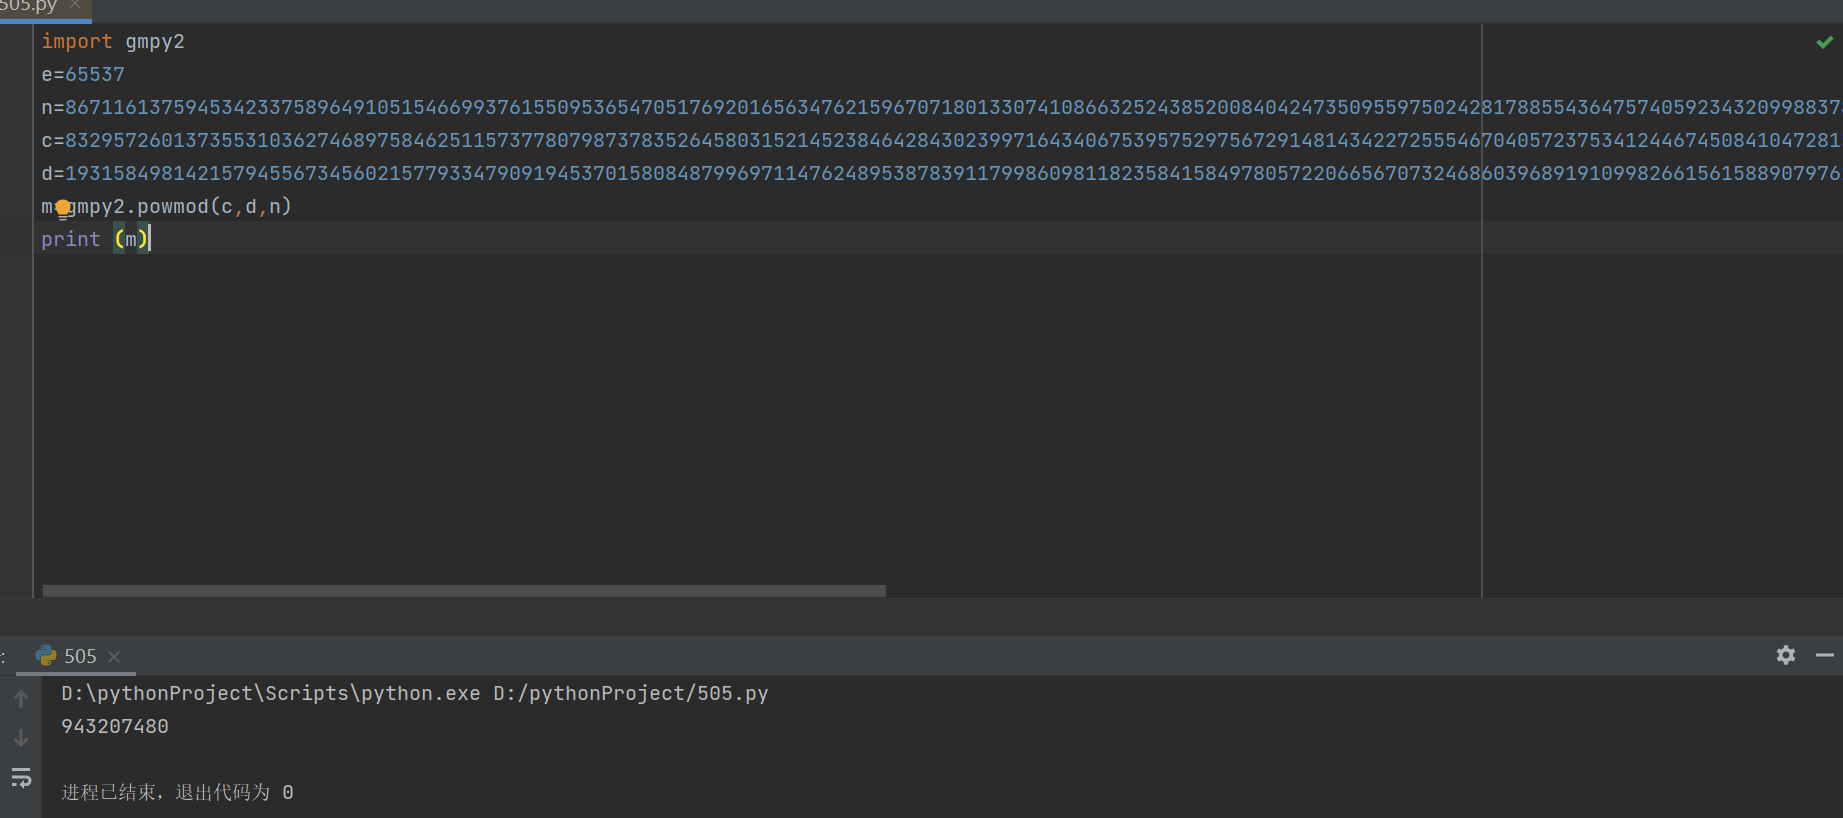 505.py
import gmpy2
e=65537
n=8671161375945342337589649105154669937615509536547051769201656347621596707180133074108663252438520084042473509559750242817885543647574059234320998837
c=8329572601373553103627468975846251157377807987378352645803152145238464284302399716434067539575297567291481434227255546704057237534124467450841047281
d=1931584981421579455673456021577933479091945370158084879969711476248953878391179986098118235841584978057220665670732468603968919109982661561588907976
m=gmpy2.powmod(c,d,n)
print (m)
505
D:\pythonProject\Scripts\python.exe D:/pythonProject/505.py
943207480
进程已结束，退出代码为 0